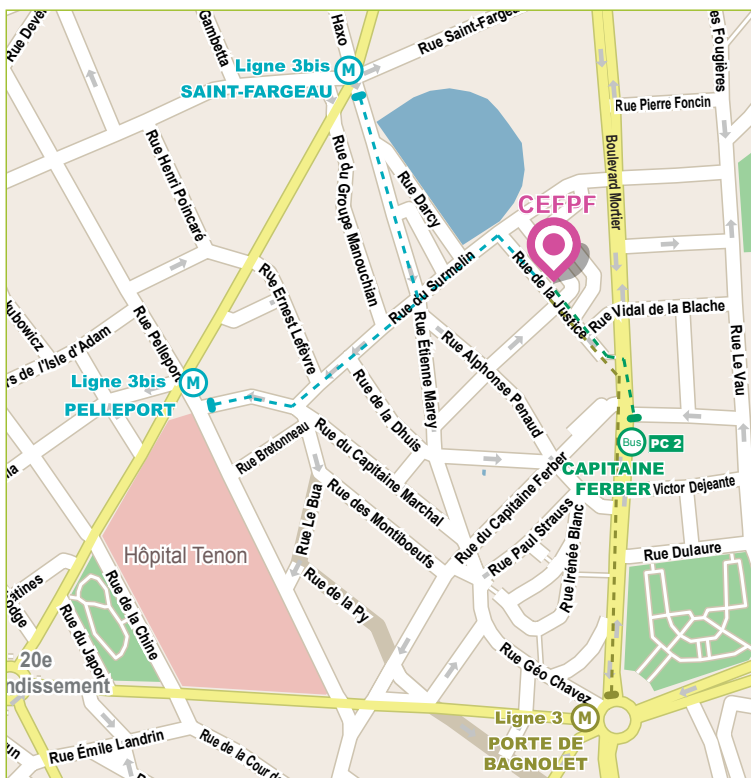 Haxo
Gambetta
Rue Saint-Fargeau
Ligne 3bis
M
SAINT-FARGEAU
Rue Pierre Foncin
Rue Henri Poincaré
Rue du Groupe Manouchian
Rue Darcy
Boulevard Mortier
CEFPF
Rue de la Justice
Rue du Surmelin
Rue Ernest Lefèvre
Rue Pelleport
rs de l'Isle d'Adam
Rue Vidal de la Blache
Rue Le Vau
Rue Étienne Marey
Rue Alphonse Penaud
Ligne 3bis
M
PELLEPORT
Rue de la Dhuis
Rue Bretonneau
Rue du Capitaine Marchal
Bus
PC 2
CAPITAINE
FERBER
Rue du Capitaine Ferber
Victor Dejeante
Rue Le Bua
Rue des Montiboeufs
Rue Paul Strauss
Rue Irénée Blanc
Rue Dulaure
Hôpital Tenon
Rue de la Chine
Rue de la Py
Rue du Japon
20e
ndissement
Rue Géo Chavez
Ligne 3
M
PORTE DE
BAGNOLET
Rue Émile Landrin
Rue de la Cour de